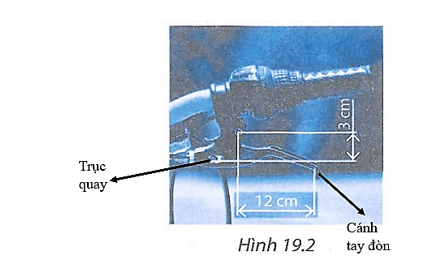 3 cm
Trục
quay
12 cm
Cánh
tay đòn
Hình 19.2